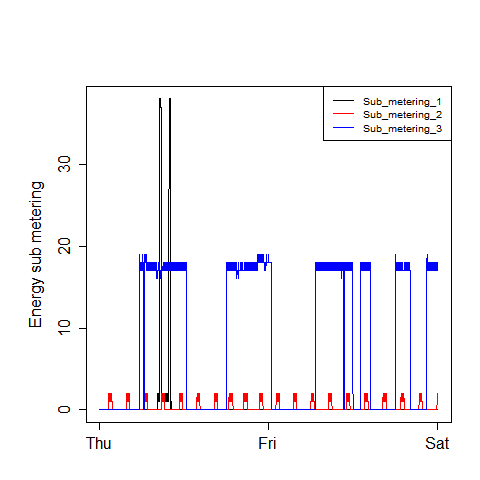 Sub_metering_1
Sub_metering_2
Sub_metering_3
Energy sub metering
30
20
10
0
Thu Fri Sat